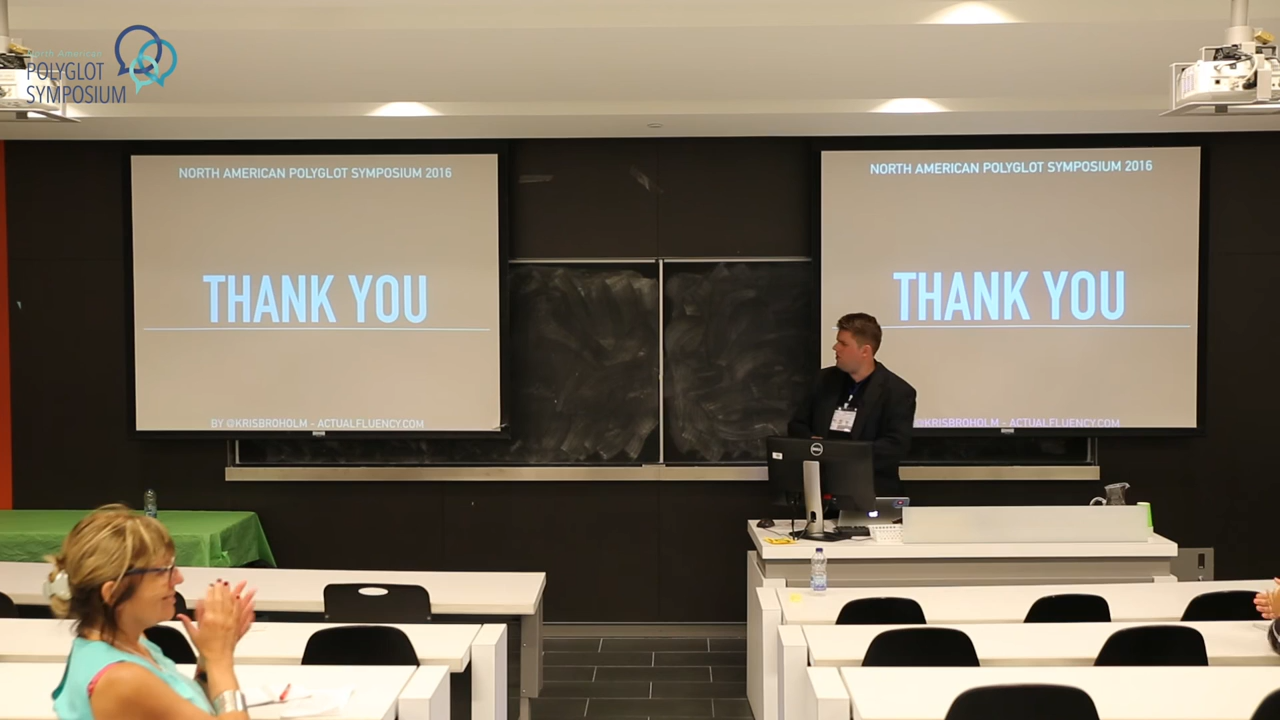 North American
POLYGLOT
SYMPOSIUM
NORTH AMERICAN POLYGLOT SYMPOSIUM 2016
THANK YOU
BY @KRISBROHOLM - ACTUALFLUENCY.COM
NORTH AMERICAN POLYGLOT SYMPOSIUM 2016
THANK YOU
@KRISBROHOLM - ACTUALFLUENCY.COM
DELL